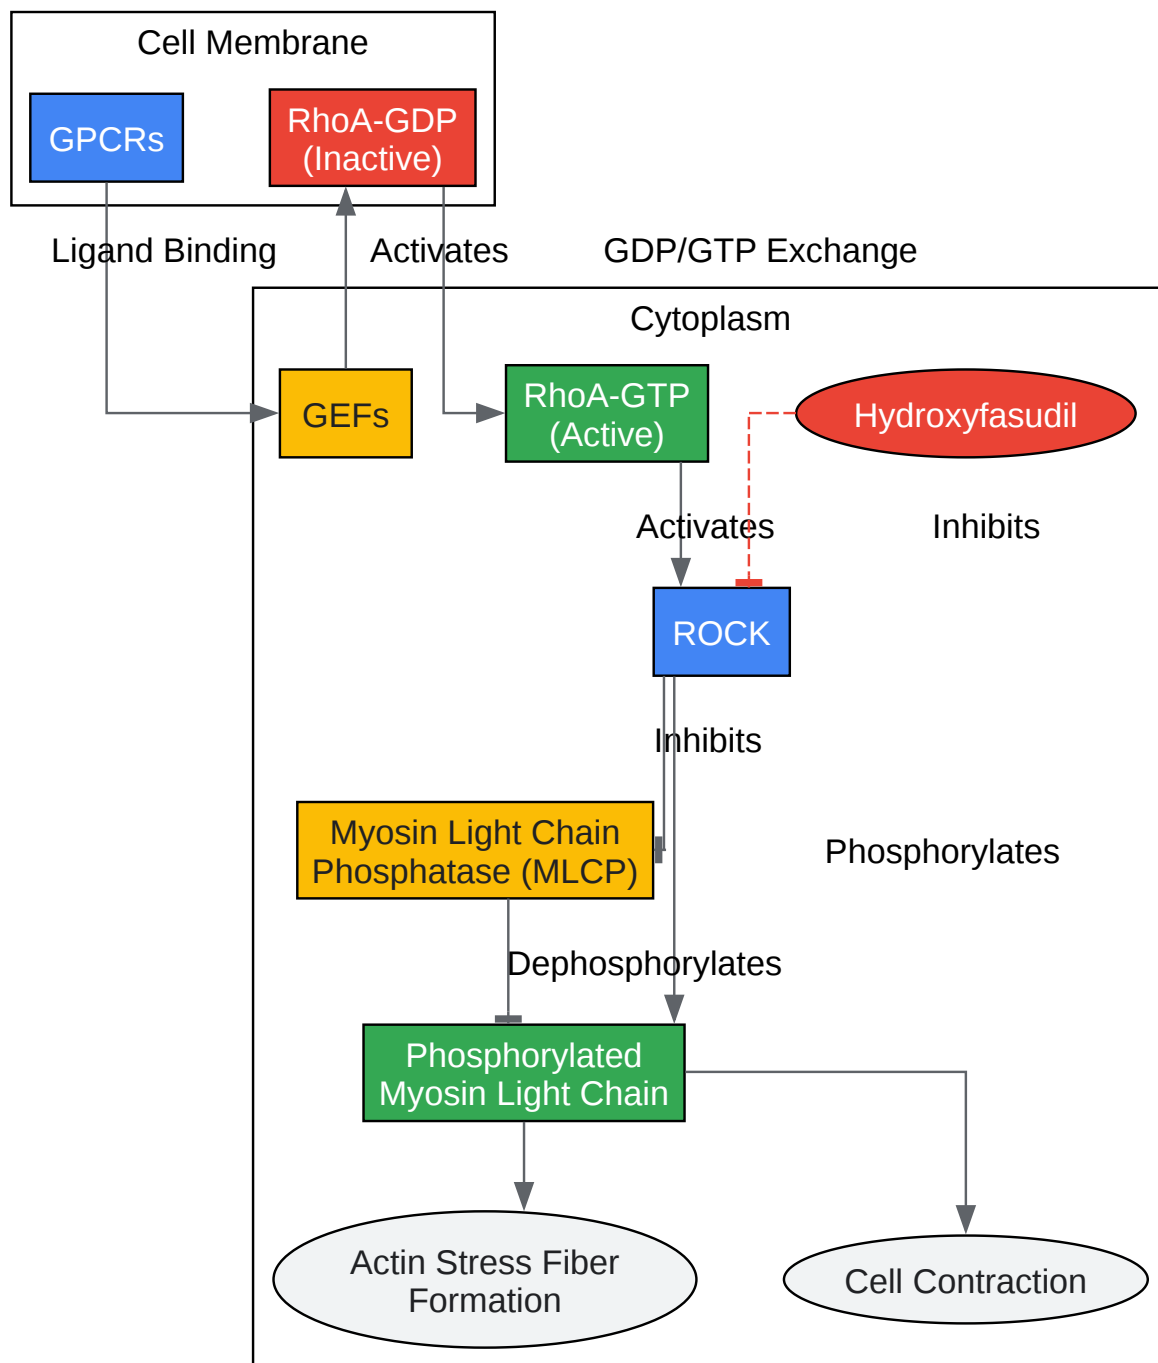 Cell Membrane
GPCRs
RhoA-GDP
(Inactive)
Ligand Binding
Activates
GDP/GTP Exchange
Cytoplasm
GEFs
RhoA-GTP
(Active)
Hydroxyfasudil
Activates
Inhibits
ROCK
Inhibits
Myosin Light Chain
Phosphatase (MLCP)
Phosphorylates
Dephosphorylates
Phosphorylated
Myosin Light Chain
Actin Stress Fiber
Formation
Cell Contraction